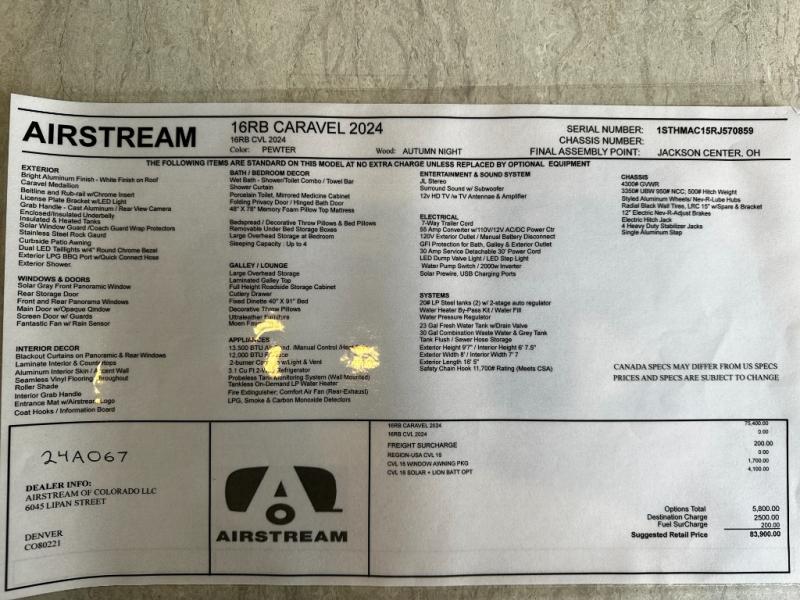 AIRSTREAM
16RB CARAVEL 2024
16RB CVL 2024
Color: PEWTER
Wood: AUTUMN NIGHT
SERIAL NUMBER: 1STHMAC15RJ570859
CHASSIS NUMBER:
FINAL ASSEMBLY POINT: JACKSON CENTER, OH
THE FOLLOWING ITEMS ARE STANDARD ON THIS MODEL AT NO EXTRA CHARGE UNLESS REPLACED BY OPTIONAL EQUIPMENT
EXTERIOR
Bright Aluminum Finish - White Finish on Roof
Caravel Medallion
Beltline and Rub-rail w/Chrome Insert
License Plate Bracket w/LED Light
Grab Handle - Cast Aluminum / Rear View Camera
Enclosed/Insulated Underbelly
Insulated & Heated Tanks
Solar Window Guard /Coach Guard Wrap Protectors
Stainless Steel Rock Gaurd
Curbside Patio Awning
Dual LED Taillights w/4" Round Chrome Bezel
Exterior LPG BBQ Port w/Quick Connect Hose
Exterior Shower
WINDOWS & DOORS
Solar Gray Front Panoramic Window
Rear Storage Door
Front and Rear Panorama Windows
Main Door w/Opaque Window
Screen Door w/ Guards
Fantastic Fan w/ Rain Sensor
INTERIOR DECOR
Blackout Curtains on Panoramic & Rear Windows
Laminate Interior & Countertops
Aluminum Interior Skin / Accent Wall
Seamless Vinyl Flooring Throughout
Roller Shade
Interior Grab Handle
Entrance Mat w/Airstream Logo
Coat Hooks / Information Board
BATH / BEDROOM DECOR
Wet Bath - Shower/Toilet Combo / Towel Bar
Shower Curtain
Porcelain Toilet, Mirrored Medicine Cabinet
Folding Privacy Door / Hinged Bath Door
48" X 78" Memory Foam Pillow Top Mattress
Bedspread / Decorative Throw Pillows & Bed Pillows
Removable Under Bed Storage Boxes
Large Overhead Storage at Bedroom
Sleeping Capacity : Up to 4
GALLEY / LOUNGE
Large Overhead Storage
Laminated Galley Top
Full Height Roadside Storage Cabinet
Cutlery Drawer
Fixed Dinette 40" X 91" Bed
Decorative Throw Pillows
Ultraleather
Moen
APPLIANCES
13,500 BTU /Manual Control
12,000 BTU
2-burner w/Light & Vent
3.1 Cu Ft 2- Refrigerator
Probeless Tank Monitoring System (Wall Mounted)
Tankless On-Demand LP Water Heater
Fire Extinguisher; Comfort Air Fan (Rear-Exhaust)
LPG, Smoke & Carbon Monoxide Detectors
ENTERTAINMENT & SOUND SYSTEM
JL Stereo
Surround Sound w/ Subwoofer
12v HD TV /w TV Antennae & Amplifier
ELECTRICAL
7-Way Trailer Cord
55 Amp Converter w/110V/12V AC/DC Power Ctr
120V Exterior Outlet / Manual Battery Disconnect
GFI Protection for Bath, Galley & Exterior Outlet
30 Amp Service Detachable 30' Power Cord
LED Dump Valve Light / LED Step Light
Water Pump Switch / 2000w Inverter
Solar Prewire, USB Charging Ports
SYSTEMS
20# LP Steel tanks (2) w/ 2-stage auto regulator
Water Heater By-Pass Kit / Water Fill
Water Pressure Regulator
23 Gal Fresh Water Tank w/Drain Valve
30 Gal Combination Waste Water & Grey Tank
Tank Flush / Sewer Hose Storage
Exterior Height 9'7" / Interior Height 6' 7.5"
Exterior Width 8' / Interior Width 7' 7
Exterior Length 16' 5"
Safety Chain Hook 11,700# Rating (Meets CSA)
CHASSIS
4300# GVWR
3350# UBW 950# NCC; 500# Hitch Weight
Styled Aluminum Wheels/ Nev-R-Lube Hubs
Radial Black Wall Tires, LRC 15" w/Spare & Bracket
12" Electric Nev-R-Adjust Brakes
Electric Hitch Jack
4 Heavy Duty Stabilizer Jacks
Single Aluminum Step
CANADA SPECS MAY DIFFER FROM US SPECS
PRICES AND SPECS ARE SUBJECT TO CHANGE
24A067
DEALER INFO:
AIRSTREAM OF COLORADO LLC
6045 LIPAN STREET
DENVER
CO80221
AIRSTREAM
16RB CARAVEL 2024 75,400.00
16RB CVL 2024 0.00
FREIGHT SURCHARGE 200.00
REGION-USA CVL 16 0.00
CVL 16 WINDOW AWNING PKG 1,700.00
CVL 16 SOLAR + LION BATT OPT 4,100.00
Options Total 5,800.00
Destination Charge 2500.00
Fuel SurCharge 200.00
Suggested Retail Price 83,900.00